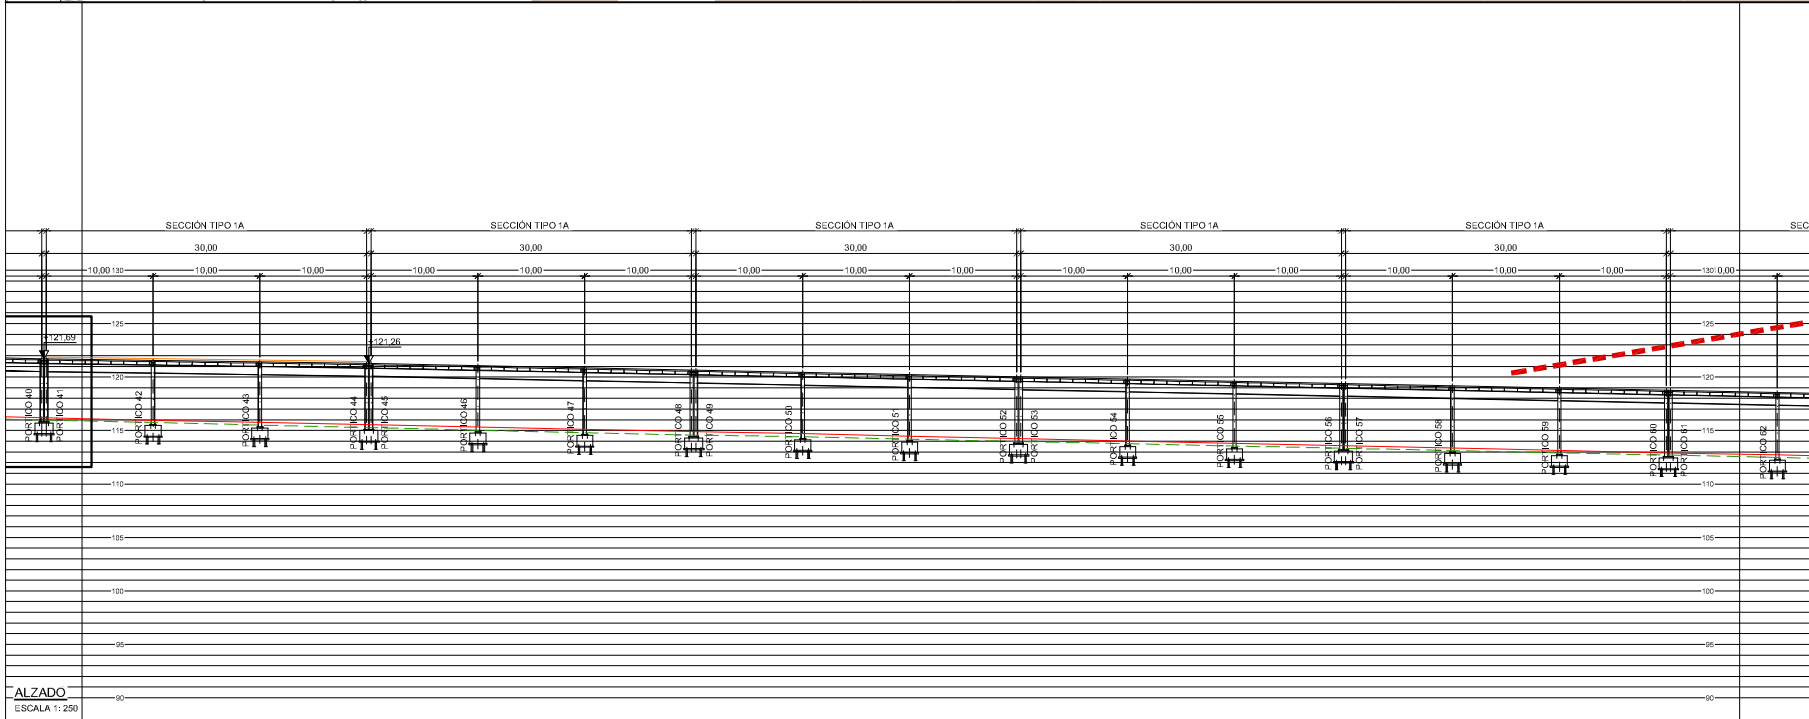 SECCIÓN TIPO 1A SECCIÓN TIPO 1A SECCIÓN TIPO 1A SECCIÓN TIPO 1A SECCIÓN TIPO 1A SEC
30,00 30,00 30,00 30,00 30,00
10,00 130 10,00 10,00 10,00 10,00 10,00 10,00 10,00 10,00 10,00 10,00 10,00 10,00 10,00 10,00 130 0,00
125 125
+121,69 +121,26
120 120
PORTICO 40
PORTICO 41
PORTICO 42
PORTICO 43
PORTICO 44
PORTICO 45
PORTICO 46
PORTICO 47
PORTICO 48
PORTICO 49
PORTICO 50
PORTICO 51
PORTICO 52
PORTICO 53
PORTICO 54
PORTICO 55
PORTICO 56
PORTICO 57
PORTICO 58
PORTICO 59
PORTICO 60
PORTICO 61
PORTICO 62
115 115
110 110
105 105
100 100
95 95
90 90
ALZADO
ESCALA 1: 250